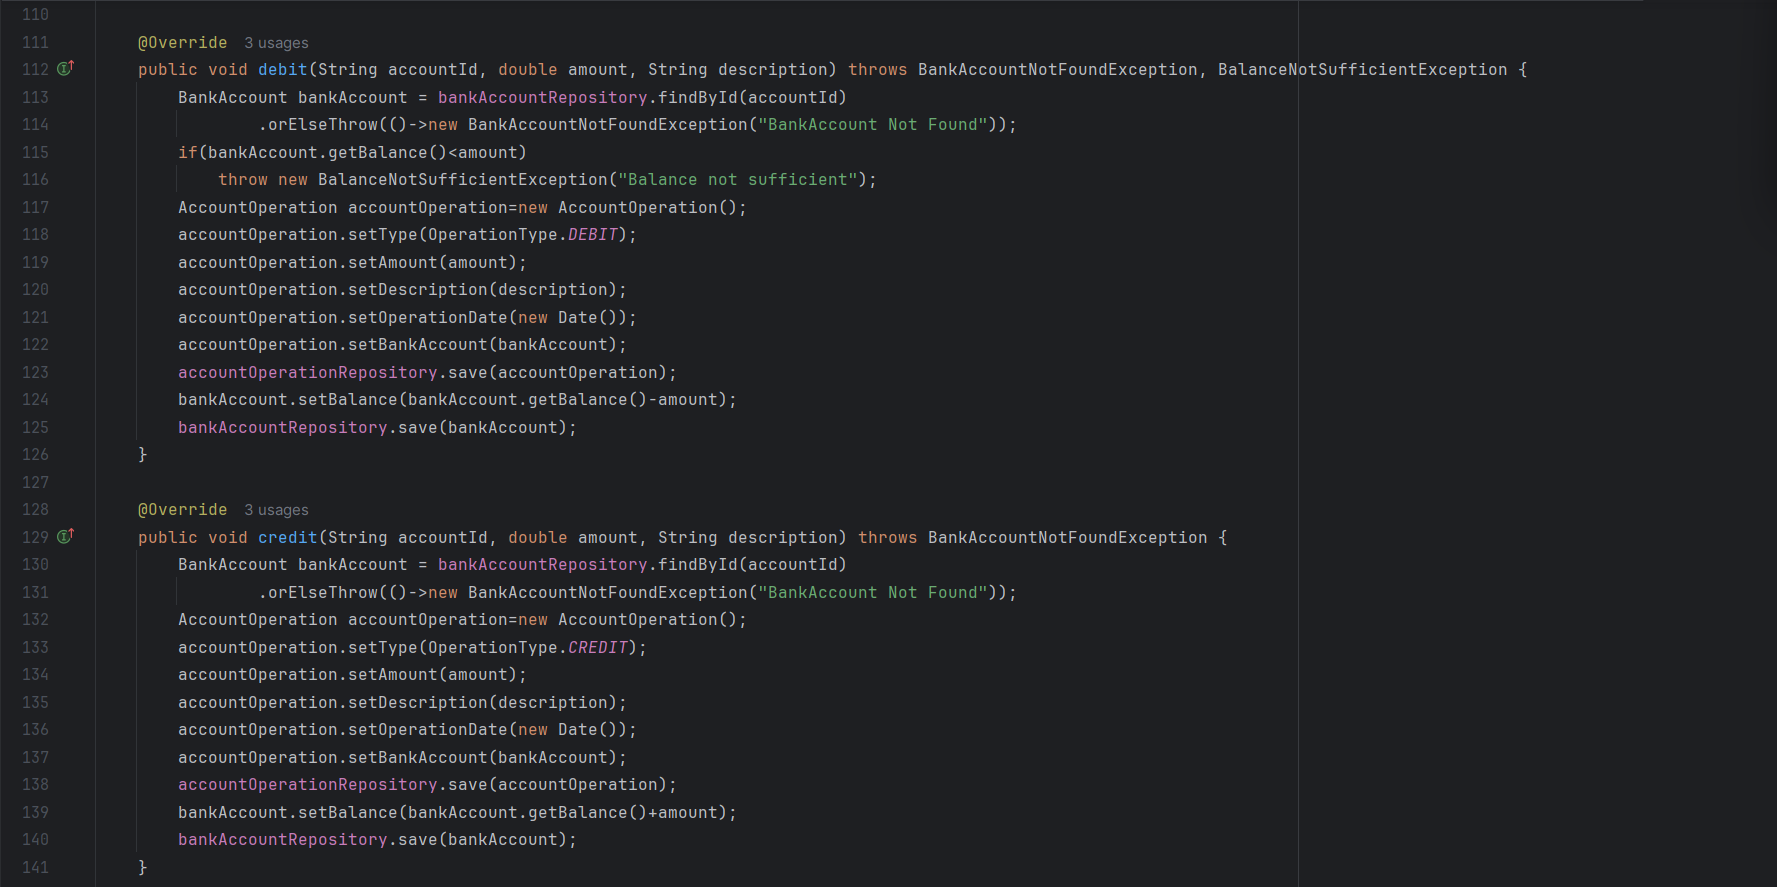 110
111 @Override 3 usages
112 public void debit(String accountId, double amount, String description) throws BankAccountNotFoundException, BalanceNotSufficientException {
113 BankAccount bankAccount = bankAccountRepository.findById(accountId)
114 .orElseThrow(()->new BankAccountNotFoundException("BankAccount Not Found"));
115 if(bankAccount.getBalance()<amount)
116 throw new BalanceNotSufficientException("Balance not sufficient");
117 AccountOperation accountOperation=new AccountOperation();
118 accountOperation.setType(OperationType.DEBIT);
119 accountOperation.setAmount(amount);
120 accountOperation.setDescription(description);
121 accountOperation.setOperationDate(new Date());
122 accountOperation.setBankAccount(bankAccount);
123 accountOperationRepository.save(accountOperation);
124 bankAccount.setBalance(bankAccount.getBalance()-amount);
125 bankAccountRepository.save(bankAccount);
126 }
127
128 @Override 3 usages
129 public void credit(String accountId, double amount, String description) throws BankAccountNotFoundException {
130 BankAccount bankAccount = bankAccountRepository.findById(accountId)
131 .orElseThrow(()->new BankAccountNotFoundException("BankAccount Not Found"));
132 AccountOperation accountOperation=new AccountOperation();
133 accountOperation.setType(OperationType.CREDIT);
134 accountOperation.setAmount(amount);
135 accountOperation.setDescription(description);
136 accountOperation.setOperationDate(new Date());
137 accountOperation.setBankAccount(bankAccount);
138 accountOperationRepository.save(accountOperation);
139 bankAccount.setBalance(bankAccount.getBalance()+amount);
140 bankAccountRepository.save(bankAccount);
141 }